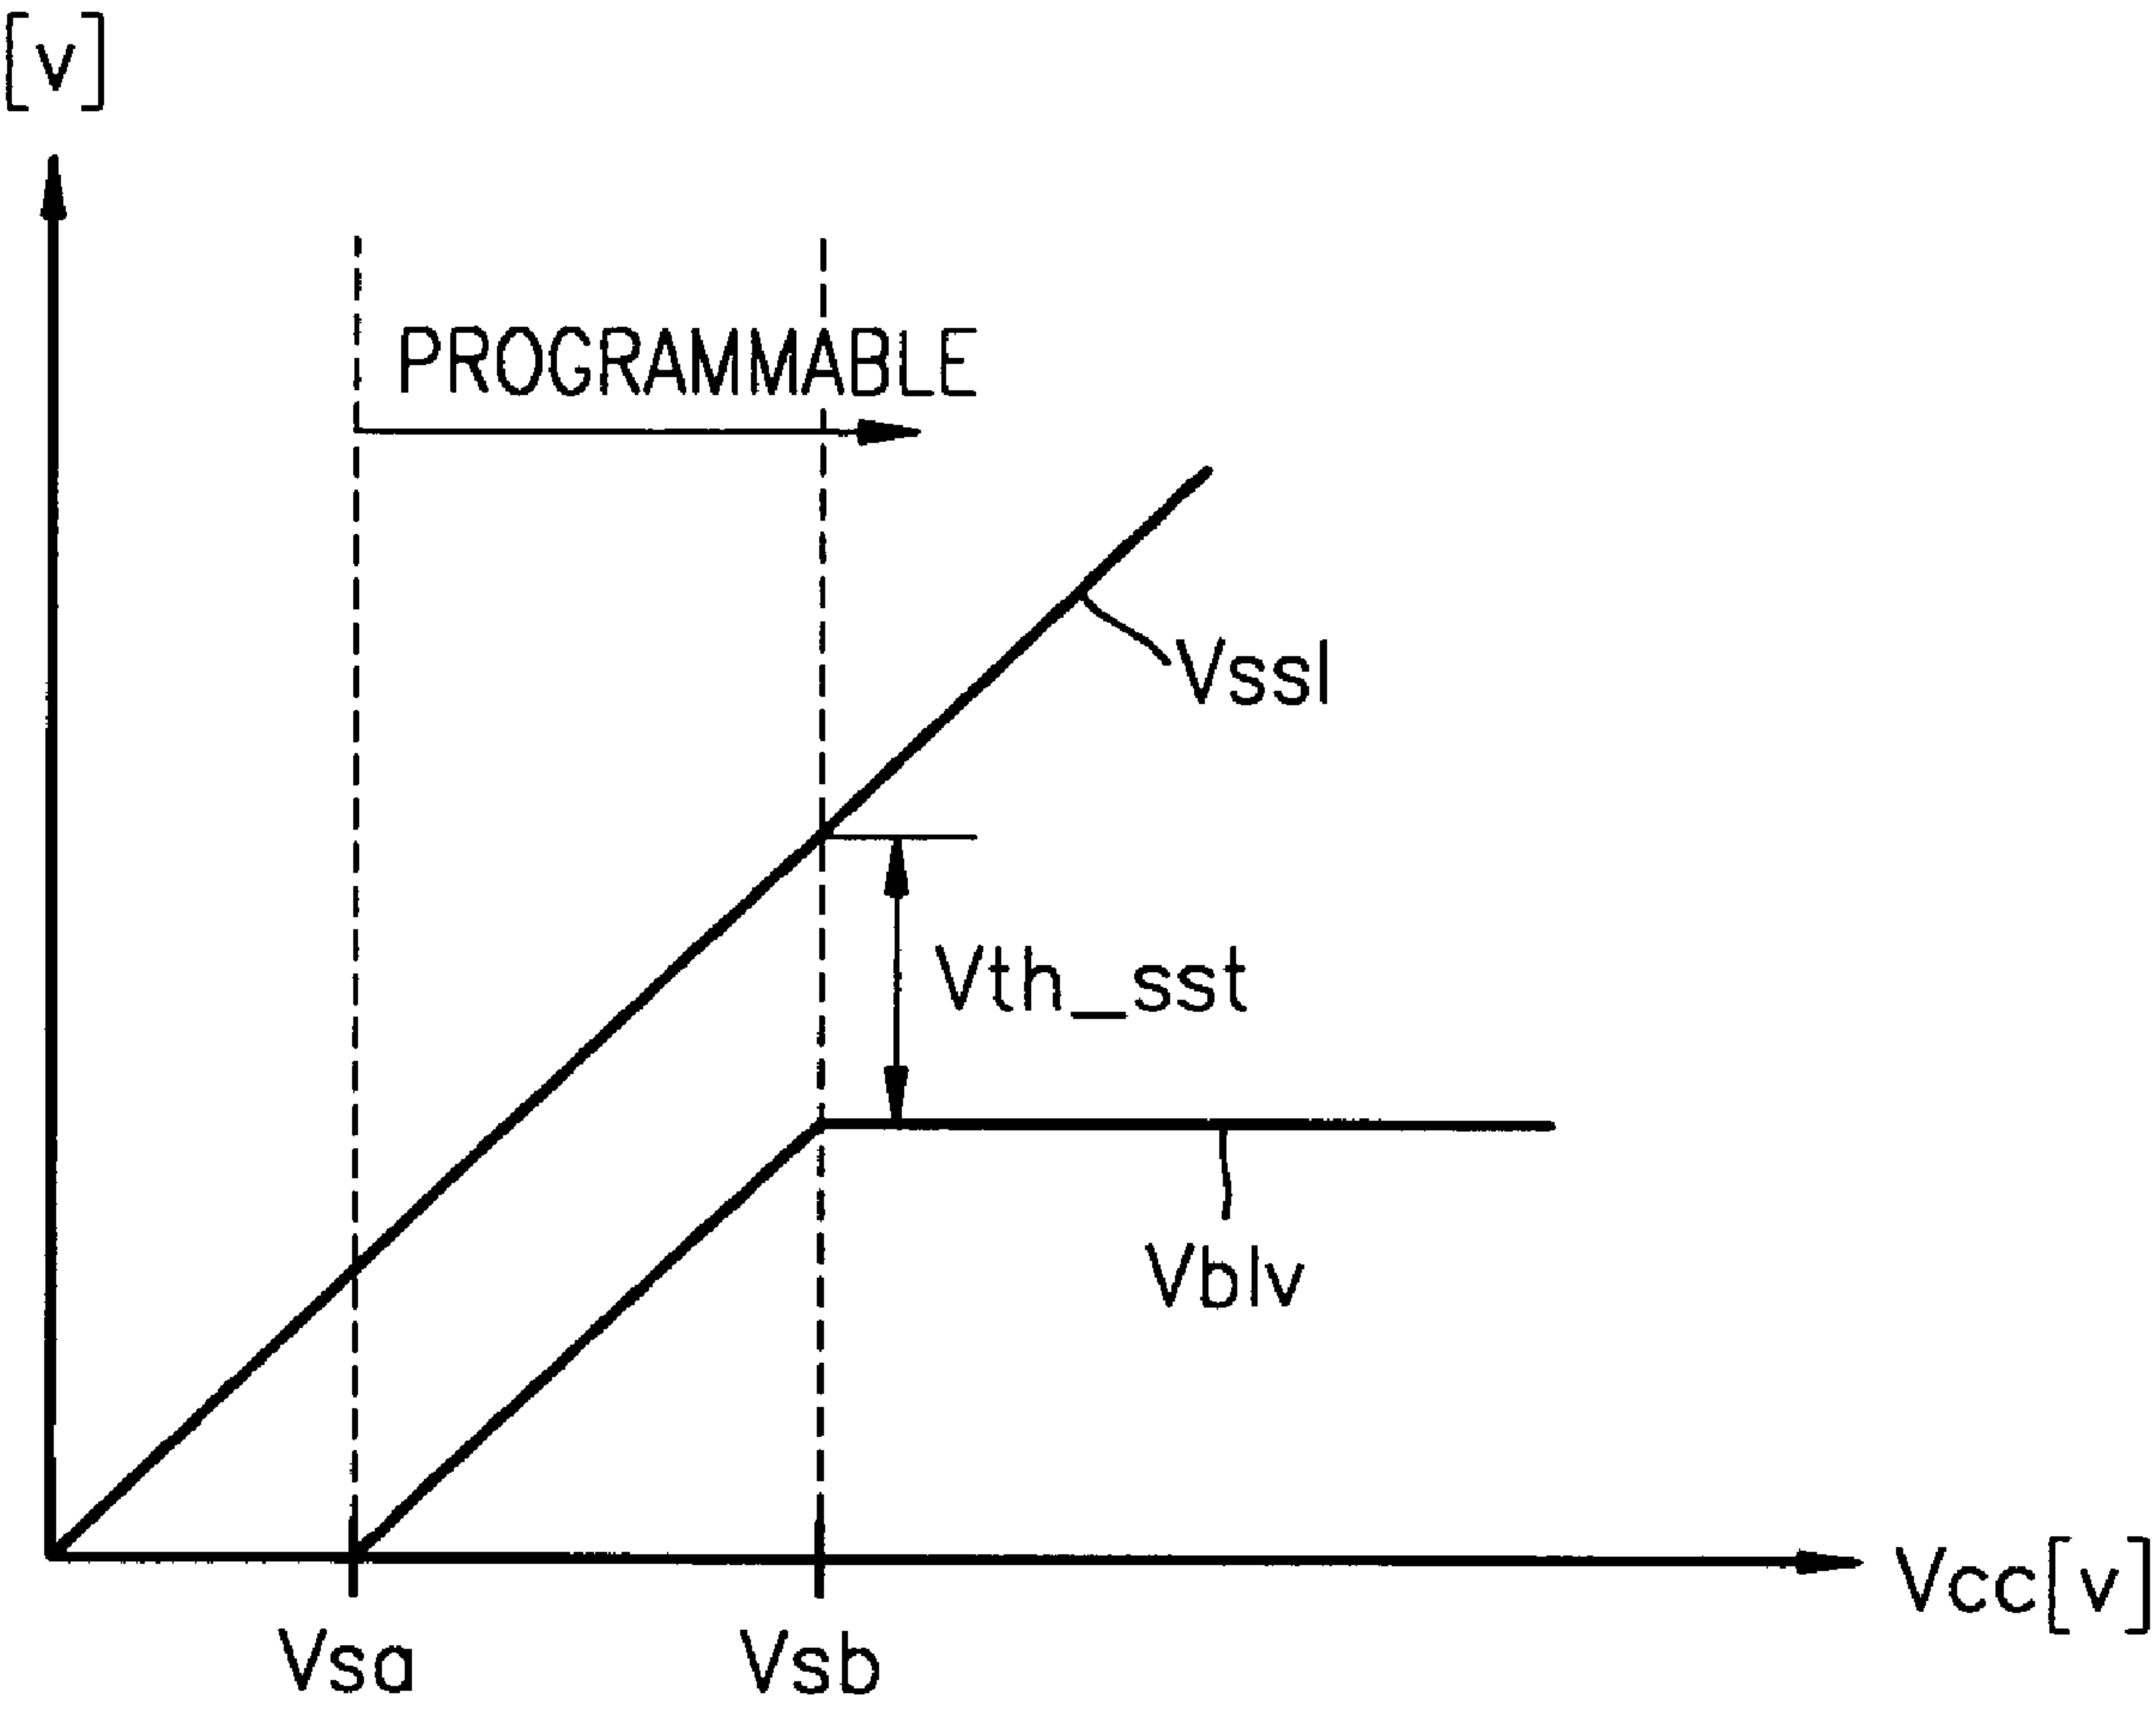 [v]
PROGRAMMABLE
Vssl
Vth_sst
Vblv
Vcc[v]
Vsa
Vsb